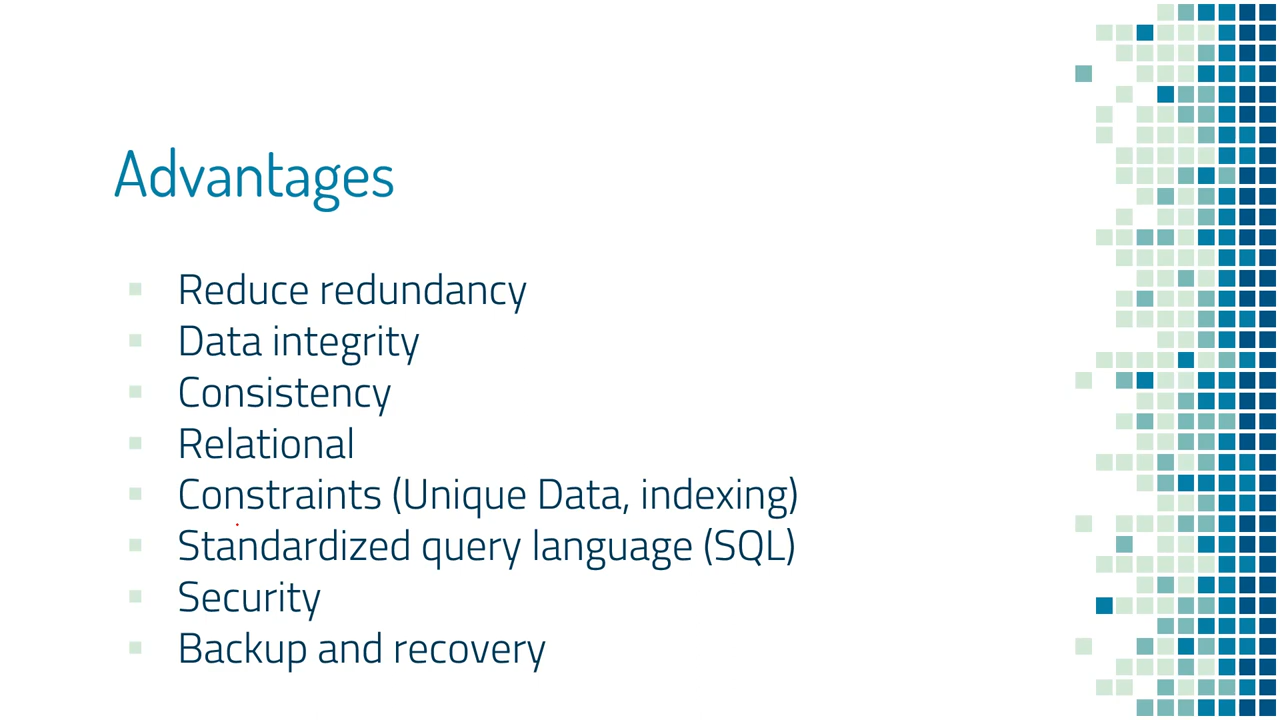 Advantages
Reduce redundancy
Data integrity
Consistency
Relational
Constraints (Unique Data, indexing)
Standardized query language (SQL)
Security
Backup and recovery